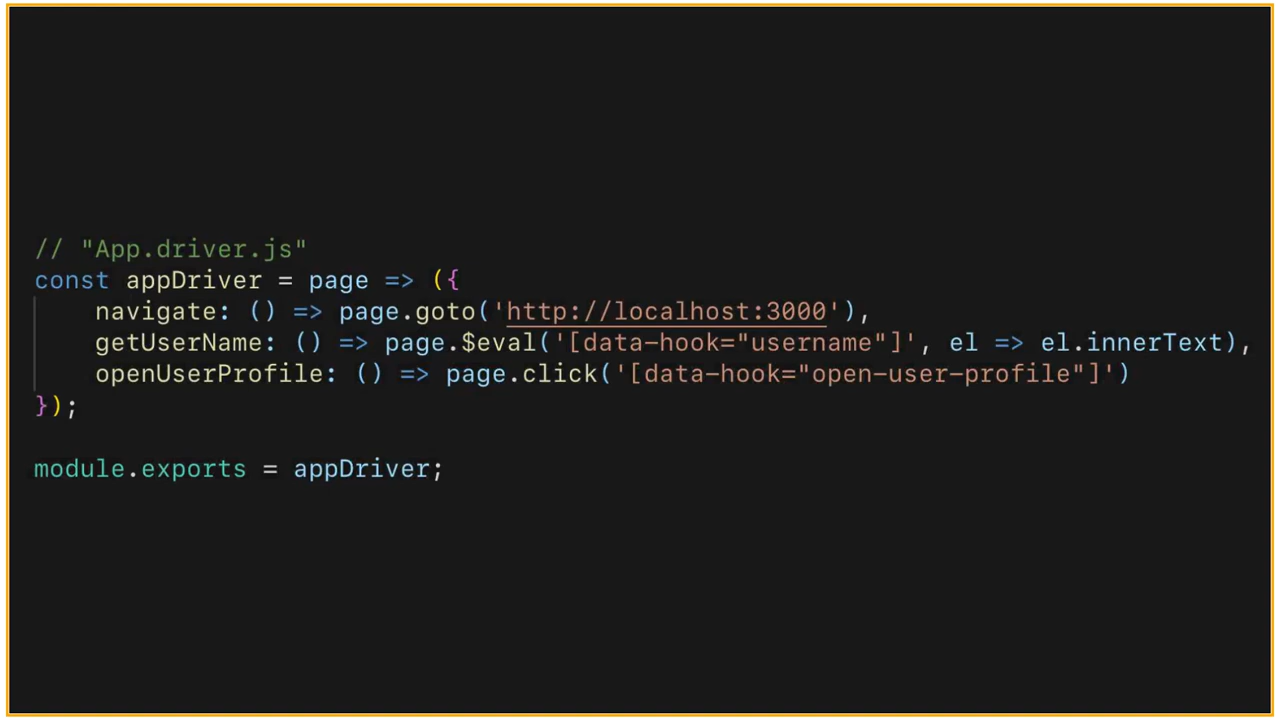 // "App.driver.js"
const appDriver = page => ({
    navigate: () => page.goto('http://localhost:3000'),
    getUserName: () => page.$eval('[data-hook="username"]', el => el.innerText),
    openUserProfile: () => page.click('[data-hook="open-user-profile"]')
});

module.exports = appDriver;